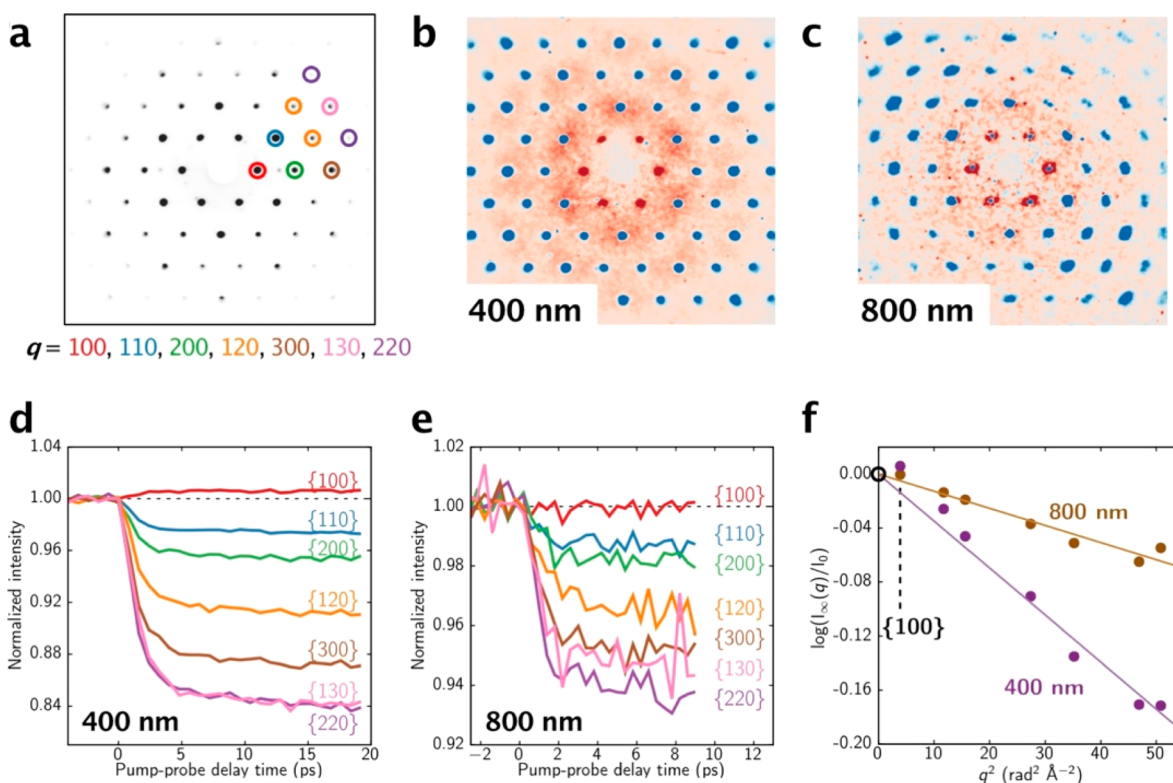 a
b
c
400 nm
800 nm
q = 100, 110, 200, 120, 300, 130, 220
d
e
f
1.04
1.00
0.96
0.92
0.88
0.84
Normalized intensity
{100}
{110}
{200}
{120}
{300}
{130}
{220}
400 nm
0
5
10
15
20
Pump-probe delay time (ps)
1.02
1.00
0.98
0.96
0.94
0.92
Normalized intensity
{100}
{110}
{200}
{120}
{300}
{130}
{220}
800 nm
−2
0
2
4
6
8
10
12
Pump-probe delay time (ps)
0.00
−0.04
−0.08
−0.12
−0.16
−0.20
log(I∞(q)/I0)
800 nm
{100}
400 nm
0
10
20
30
40
50
q² (rad² Å⁻²)